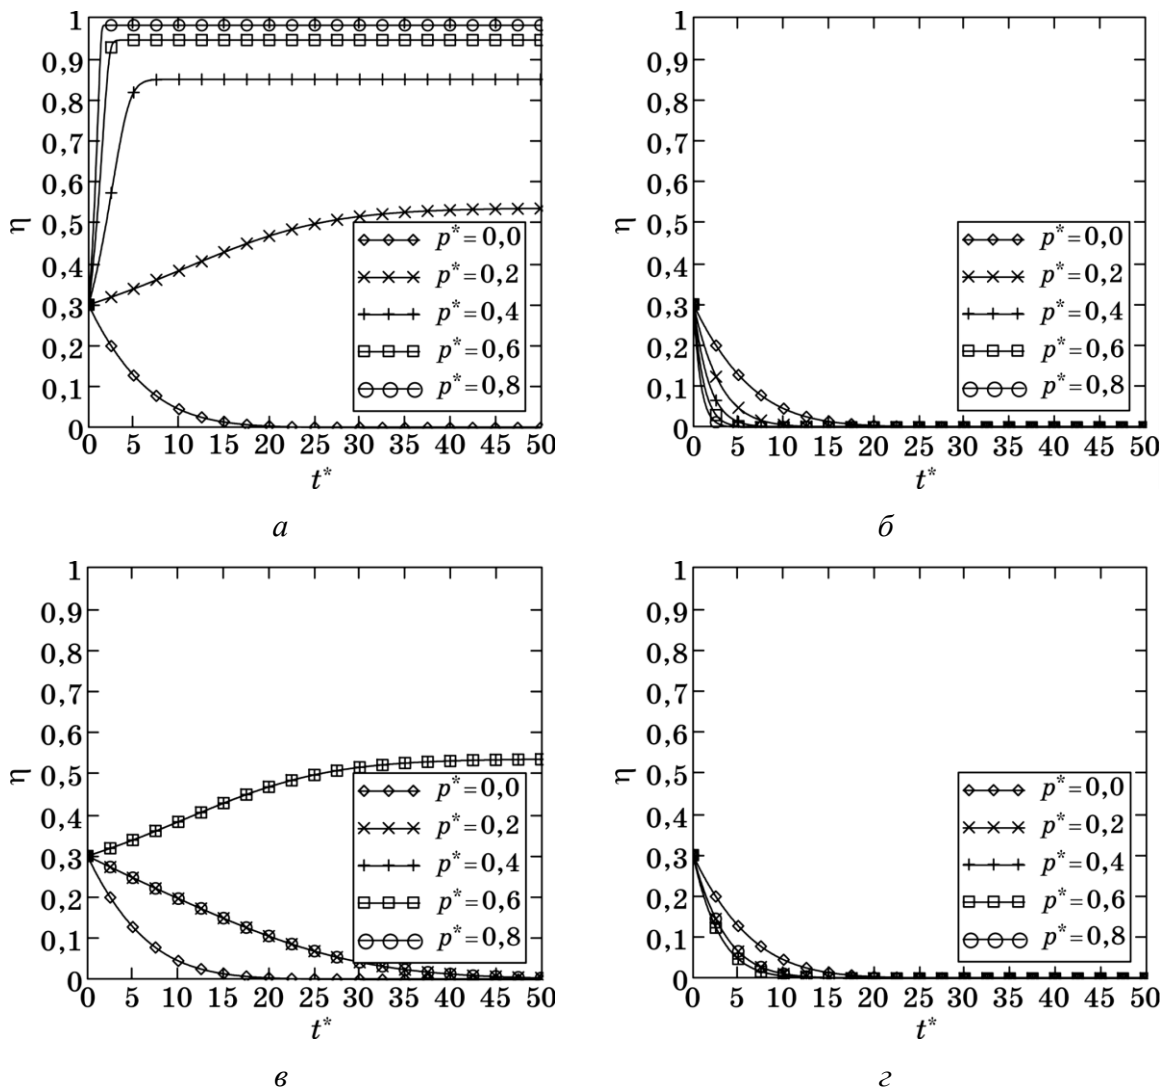 1
0,9
0,8
0,7
0,6
0,5
0,4
0,3
0,2
0,1
0
η
p* = 0,0
p* = 0,2
p* = 0,4
p* = 0,6
p* = 0,8
0 5 10 15 20 25 30 35 40 45 50
t*
а
1
0,9
0,8
0,7
0,6
0,5
0,4
0,3
0,2
0,1
0
η
p* = 0,0
p* = 0,2
p* = 0,4
p* = 0,6
p* = 0,8
0 5 10 15 20 25 30 35 40 45 50
t*
б
1
0,9
0,8
0,7
0,6
0,5
0,4
0,3
0,2
0,1
0
η
p* = 0,0
p* = 0,2
p* = 0,4
p* = 0,6
p* = 0,8
0 5 10 15 20 25 30 35 40 45 50
t*
в
1
0,9
0,8
0,7
0,6
0,5
0,4
0,3
0,2
0,1
0
η
p* = 0,0
p* = 0,2
p* = 0,4
p* = 0,6
p* = 0,8
0 5 10 15 20 25 30 35 40 45 50
t*
г